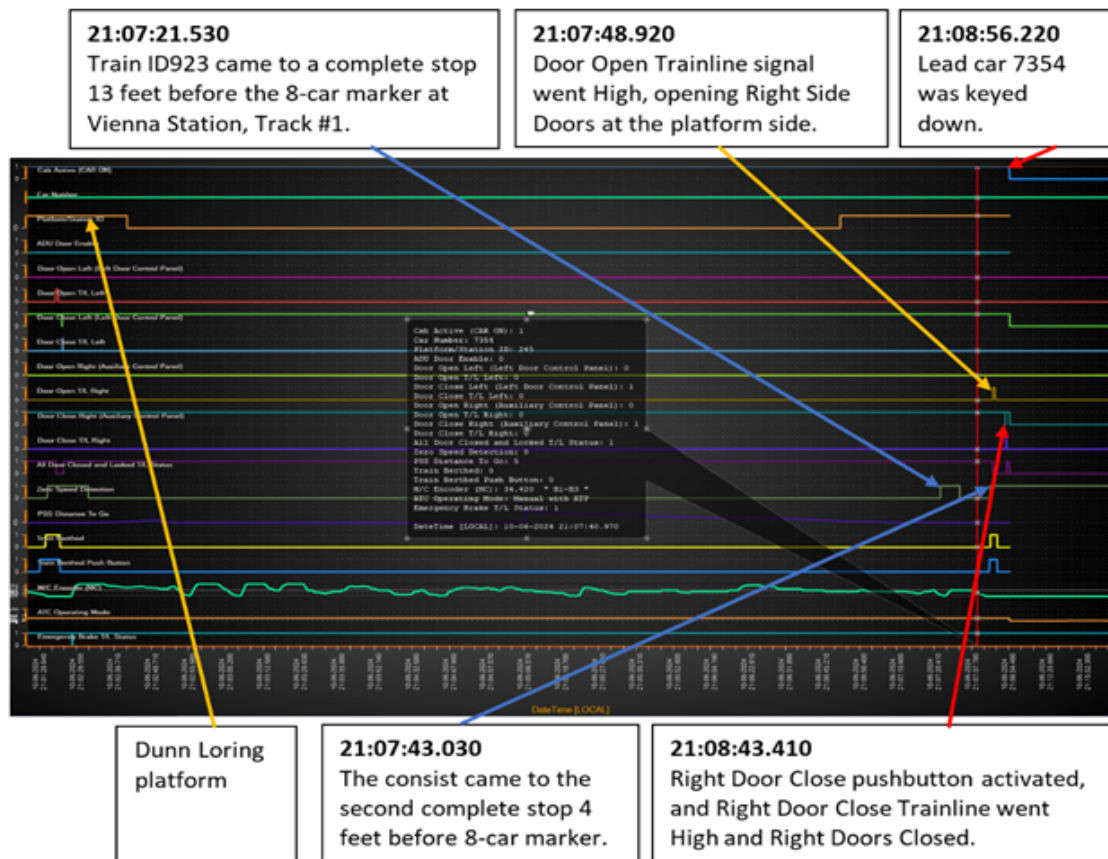 21:07:21.530
Train ID923 came to a complete stop
13 feet before the 8-car marker at
Vienna Station, Track #1.
21:07:48.920
Door Open Trainline signal
went High, opening Right Side
Doors at the platform side.
21:08:56.220
Lead car 7354
was keyed
down.
Cab Active (CAR ON)
Car Number
Platform/Station ID
ADU Door Enable
Door Open Left (Left Door Control Panel)
Door Open T/L Left
Door Close Left (Left Door Control Panel)
Door Close T/L Left
Door Open Right (Auxiliary Control Panel)
Door Open T/L Right
Door Close Right (Auxiliary Control Panel)
Door Close T/L Right
All Door Closed and Locked T/L Status
Zero Speed Detection
PSS Distance To Go
Train Berthed
Train Berthed Push Button
M/C Encoder (MC)
ATC Operating Mode
Emergency Brake T/L Status
Cab Active (CAR ON): 1
Car Number: 7354
Platform/Station ID: 245
ADU Door Enable: 0
Door Open Left (Left Door Control Panel): 0
Door Open T/L Left: 0
Door Close Left (Left Door Control Panel): 1
Door Close T/L Left: 0
Door Open Right (Auxiliary Control Panel): 0
Door Open T/L Right: 0
Door Close Right (Auxiliary Control Panel): 1
Door Close T/L Right:
All Door Closed and Locked T/L Status: 1
Zero Speed Detection: 0
PSS Distance To Go: 5
Train Berthed: 0
Train Berthed Push Button: 0
M/C Encoder (MC): 34.420 " B1-B3 "
ATC Operating Mode: Manual with ATP
Emergency Brake T/L Status: 1
DateTime [LOCAL]: 10-06-2024 21:07:40.970
DateTime [LOCAL]
Dunn Loring
platform
21:07:43.030
The consist came to the
second complete stop 4
feet before 8-car marker.
21:08:43.410
Right Door Close pushbutton activated,
and Right Door Close Trainline went
High and Right Doors Closed.